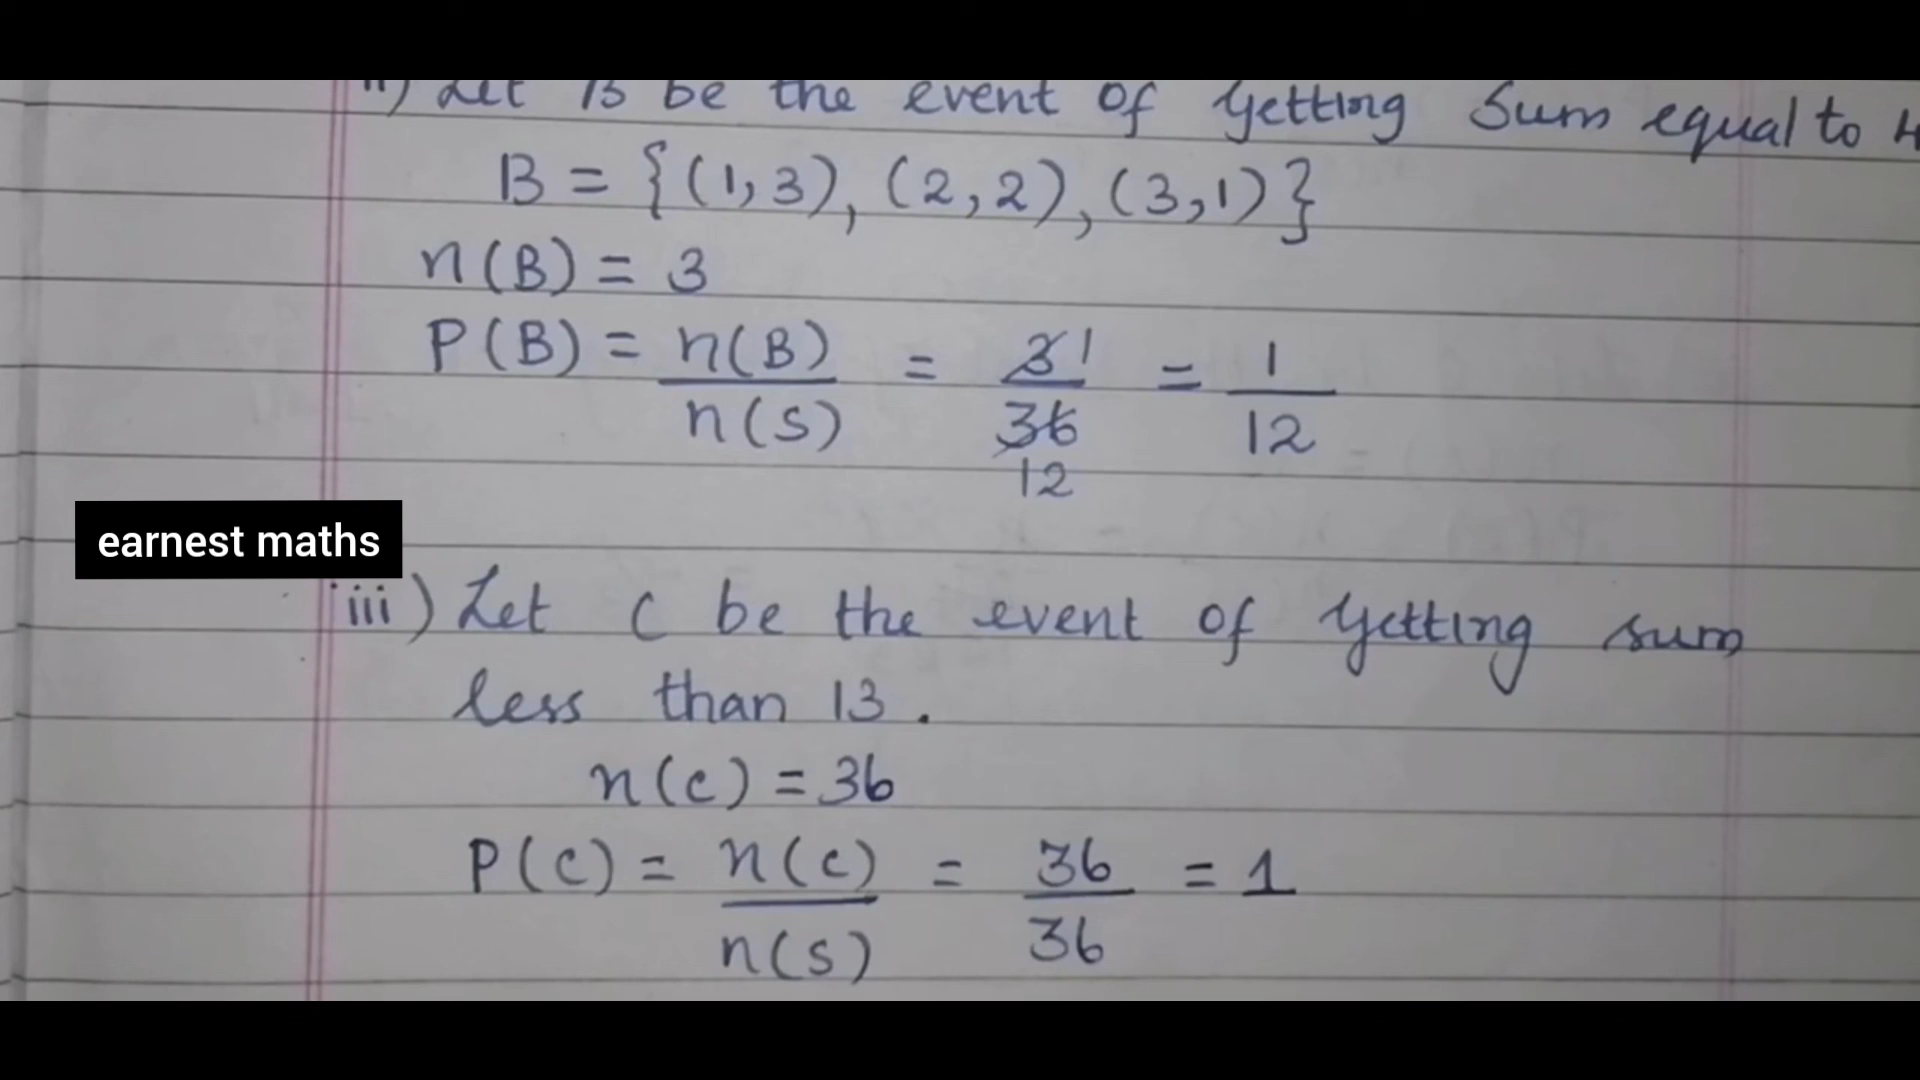 ii) Let B be the event of getting Sum equal to 4
B = {(1,3), (2,2), (3,1)}
n(B) = 3
P(B) = n(B)/n(S) = 3 1/36 12 = 1/12
earnest maths
iii) Let C be the event of getting sum
less than 13.
n(C) = 36
P(C) = n(C)/n(S) = 36/36 = 1